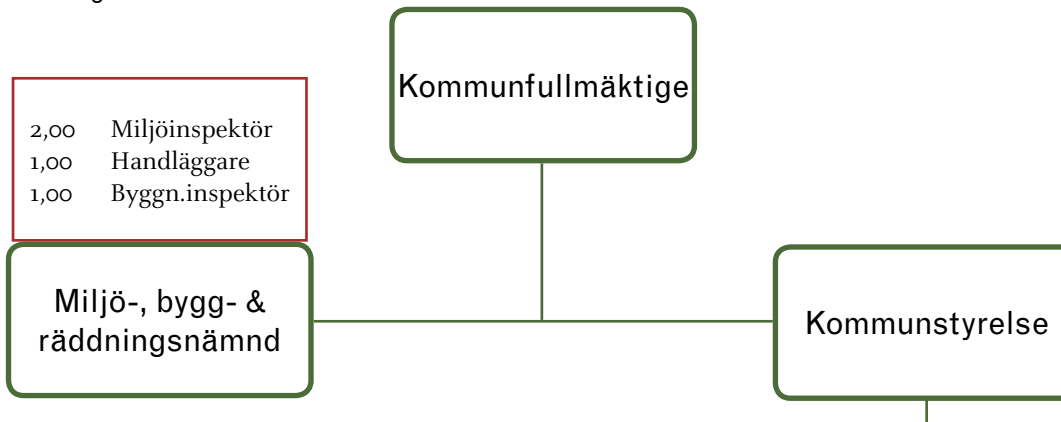 Kommunfullmäktige
2,00 Miljöinspektör
1,00 Handläggare
1,00 Byggn.inspektör
Miljö-, bygg- &
räddningsnämnd
Kommunstyrelse